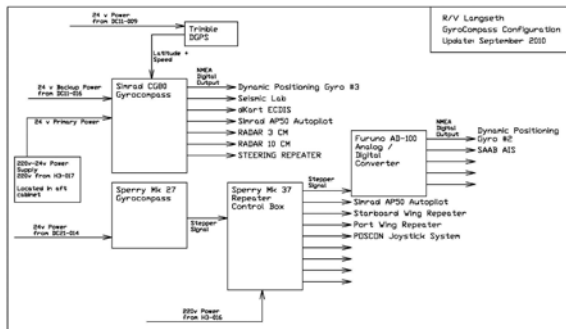 R/V Langseth
GyroCompass Configuration
Update: September 2010
24 v Power
from DC11-009
Trimble
DGPS
Latitude +
Speed
24 v Backup Power
from DC11-016
24 v Primary Power
Simrad CG80
Gyrocompass
NMEA
Digital
Output
Dynamic Positioning Gyro #3
Seismic Lab
dKart ECDIS
Simrad AP50 Autopilot
RADAR 3 CM
RADAR 10 CM
STEERING REPEATER
220v-24v Power
Supply
220v from H3-017
Located in aft
cabinet
Sperry Mk 27
Gyrocompass
24v Power
from DC21-014
Stepper
Signal
Sperry Mk 37
Repeater
Control Box
220v Power
from H3-016
Stepper
Signal
Furuno AD-100
Analog /
Digital
Converter
NMEA
Digital
Output
Dynamic Positioning
Gyro #2
SAAB AIS
Simrad AP50 Autopilot
Starboard Wing Repeater
Port Wing Repeater
POSCON Joystick System